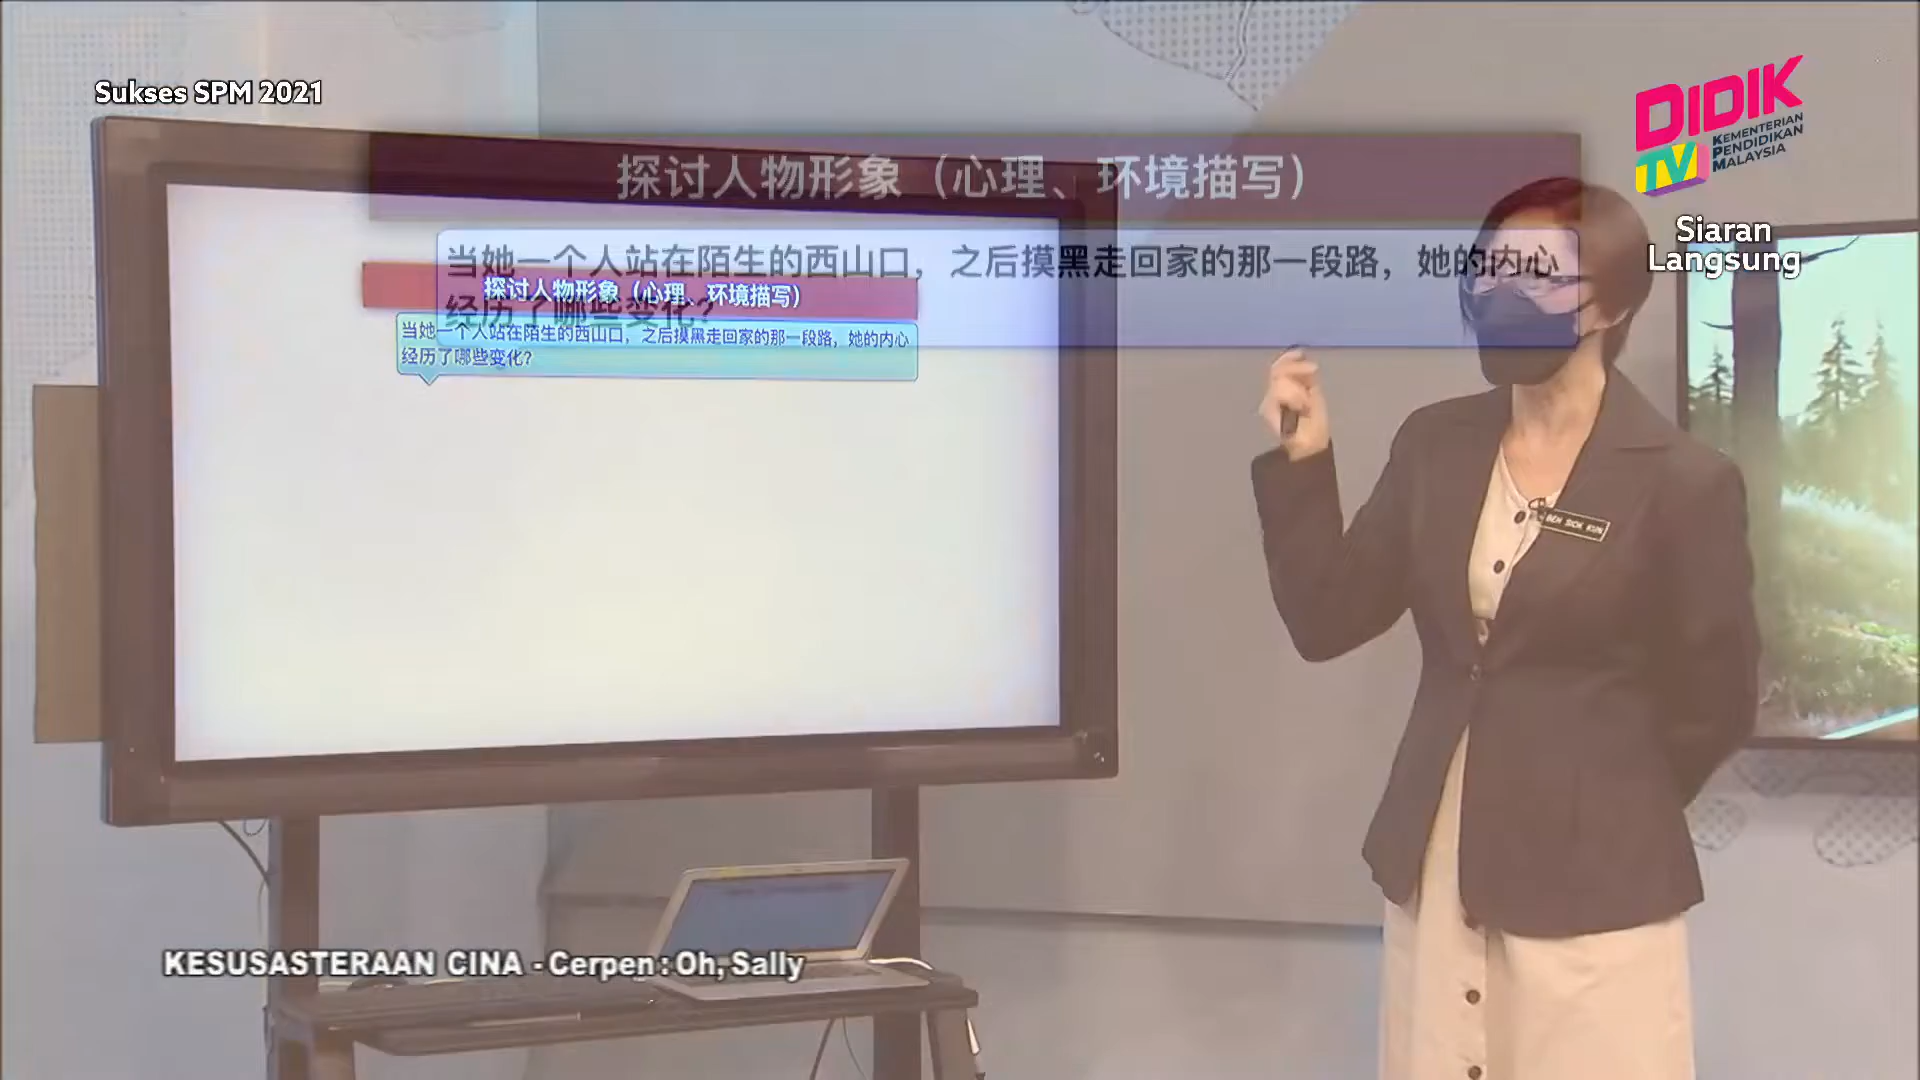 Sukses SPM 2021
DIDIK
TV
KEMENTERIAN
PENDIDIKAN
MALAYSIA
Siaran
Langsung
探讨人物形象（心理、环境描写）
当她一个人站在陌生的西山口，之后摸黑走回家的那一段路，她的内心
经历了哪些变化？
探讨人物形象（心理、环境描写）
当她一个人站在陌生的西山口，之后摸黑走回家的那一段路，她的内心
经历了哪些变化？
BEH SIOK KUN
KESUSASTERAAN CINA - Cerpen : Oh, Sally